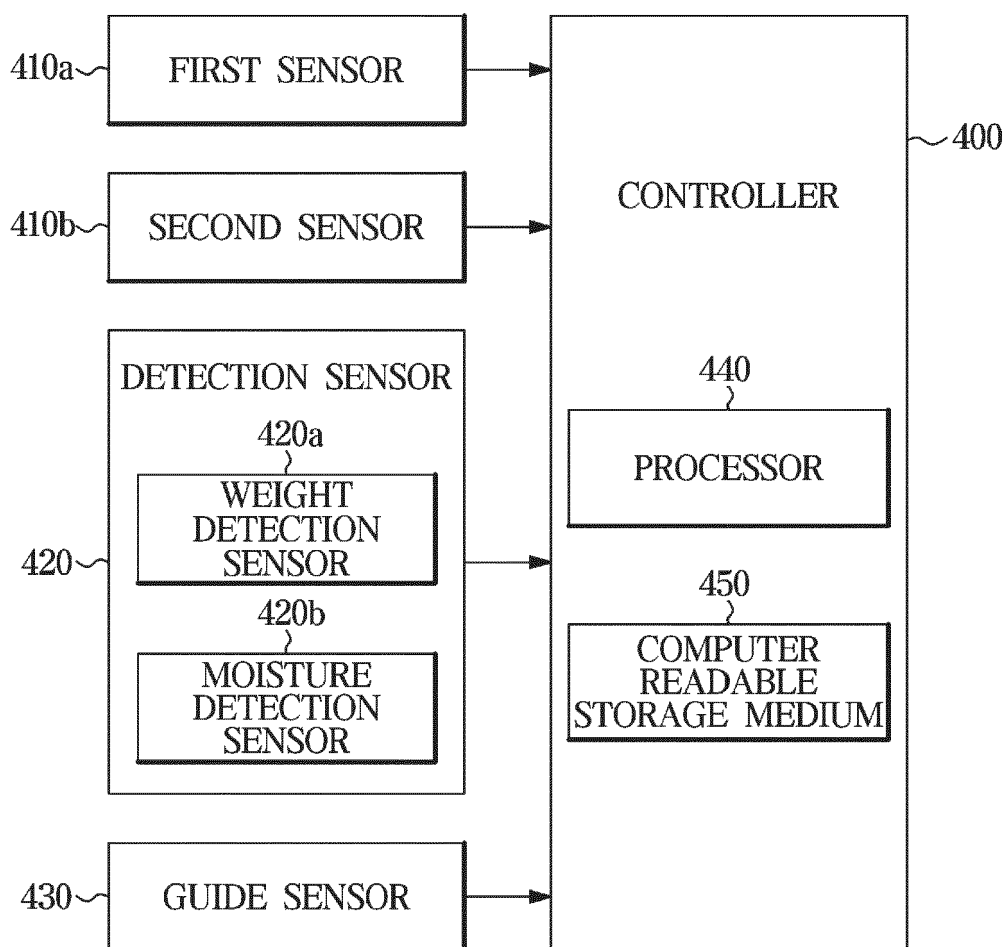 410a
FIRST SENSOR
410b
SECOND SENSOR
DETECTION SENSOR
420a
WEIGHT
DETECTION
SENSOR
420
420b
MOISTURE
DETECTION
SENSOR
430
GUIDE SENSOR
400
CONTROLLER
440
PROCESSOR
450
COMPUTER
READABLE
STORAGE MEDIUM